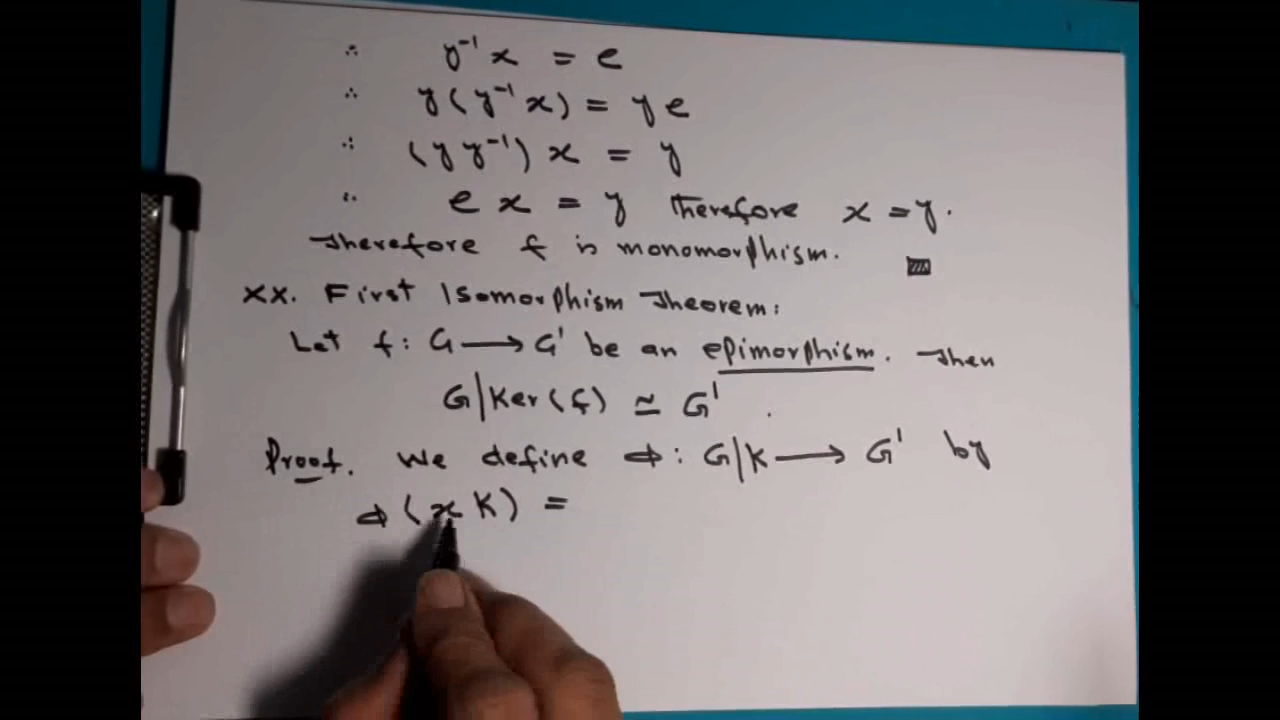 ∴ y⁻¹x = e
∴ y(y⁻¹x) = ye
∴ (yy⁻¹)x = y
∴ ex = y therefore x = y.
Therefore f is monomorphism.
XX. First Isomorphism Theorem:
Let f: G ⟶ G' be an epimorphism. Then
G/Ker(f) ≃ G'.
Proof. We define φ: G/K ⟶ G' by
φ(xK) =